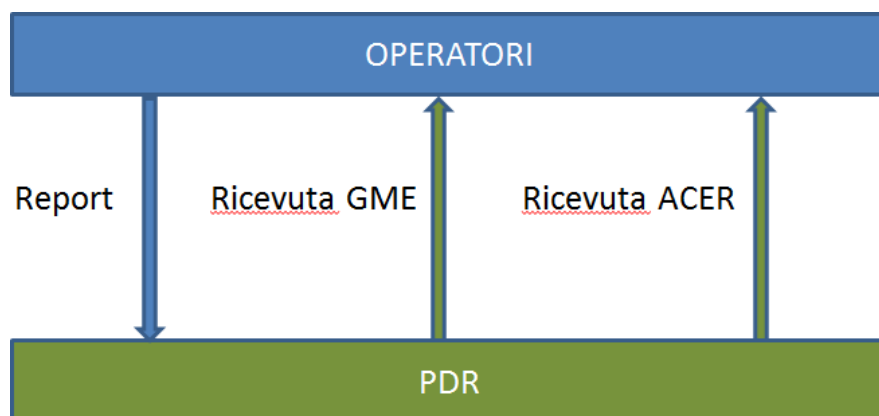 OPERATORI
Report
Ricevuta GME
Ricevuta ACER
PDR